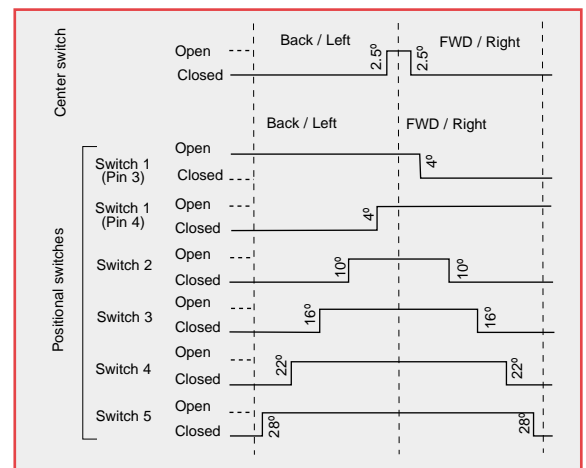 Center switch
Open
Closed
Back / Left
FWD / Right
2.5º
2.5º
Back / Left
FWD / Right
Positional switches
Switch 1
(Pin 3)
Open
Closed
4º
Switch 1
(Pin 4)
Open
Closed
4º
Switch 2
Open
Closed
10º
10º
Switch 3
Open
Closed
16º
16º
Switch 4
Open
Closed
22º
22º
Switch 5
Open
Closed
28º
28º